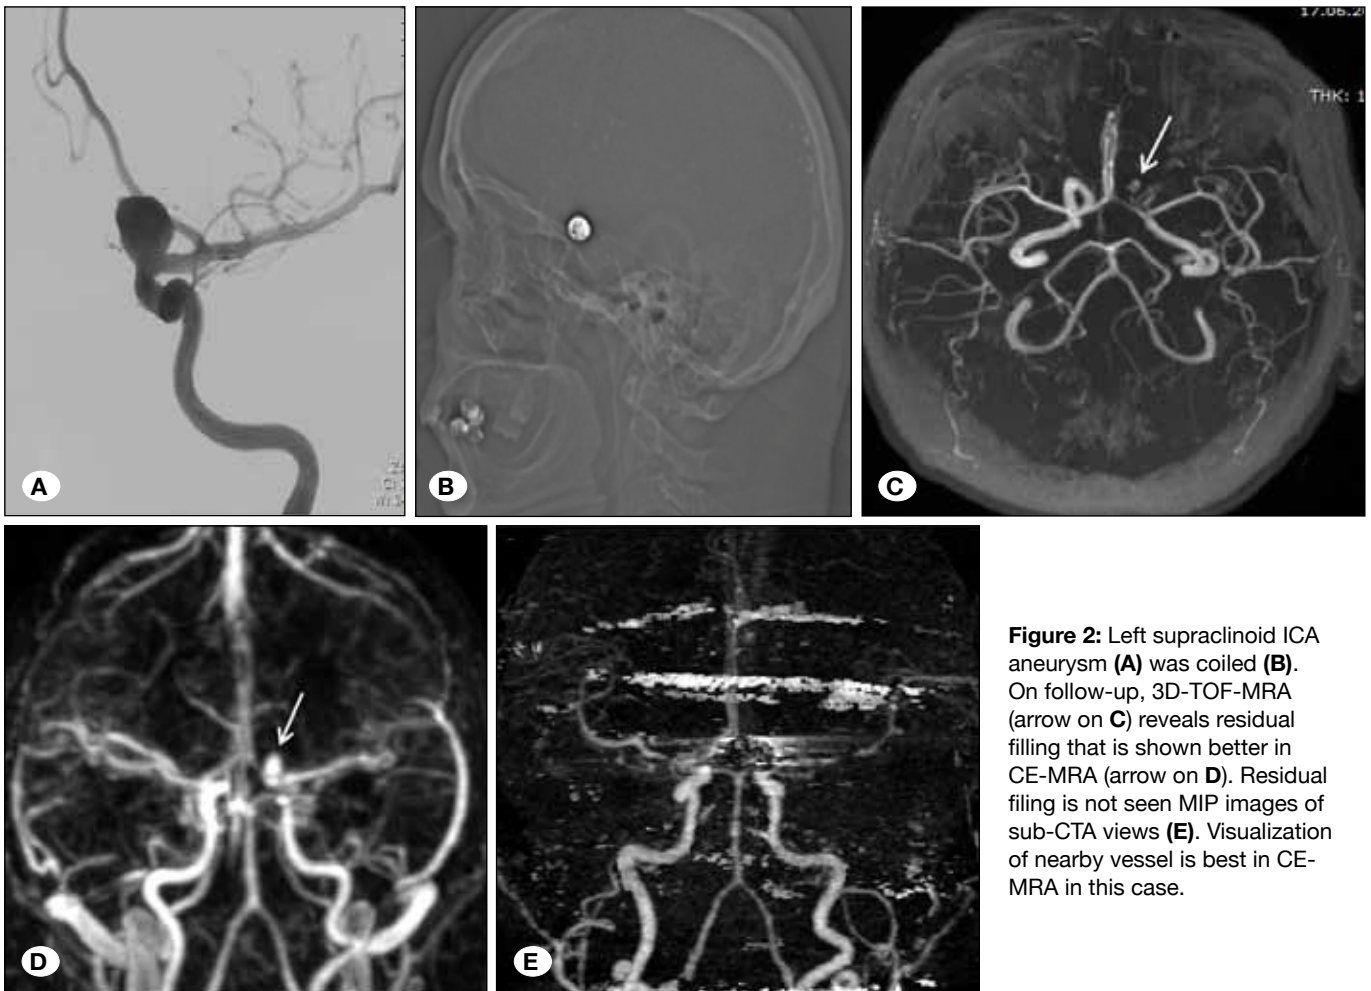 17.06.2
THK: 1
A
B
C
D
E
Figure 2: Left supraclinoid ICA
aneurysm (A) was coiled (B).
On follow-up, 3D-TOF-MRA
(arrow on C) reveals residual
filling that is shown better in
CE-MRA (arrow on D). Residual
filing is not seen MIP images of
sub-CTA views (E). Visualization
of nearby vessel is best in CE-
MRA in this case.